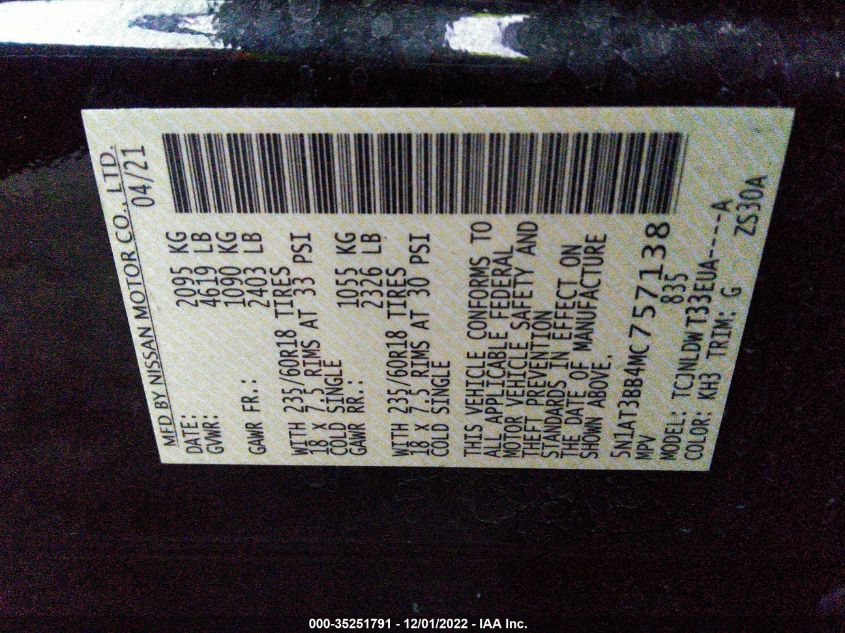 MFD BY NISSAN MOTOR CO., LTD.
DATE: 04/21
GVWR: 2095 KG
4619 LB
GAWR FR.: 1090 KG
2403 LB
WITH 235/60R18 TIRES
18 X 7.5 RIMS AT 33 PSI
COLD SINGLE
GAWR RR.: 1055 KG
2326 LB
WITH 235/60R18 TIRES
18 X 7.5 RIMS AT 30 PSI
COLD SINGLE
THIS VEHICLE CONFORMS TO
ALL APPLICABLE FEDERAL
MOTOR VEHICLE SAFETY AND
THEFT PREVENTION
STANDARDS IN EFFECT ON
THE DATE OF MANUFACTURE
SHOWN ABOVE.
5N1AT3BB4MC757138
MPV 835
MODEL: TCJNLDWT33EUA----A
COLOR: KH3 TRIM: G ZS30A
000-35251791 - 12/01/2022 - IAA Inc.